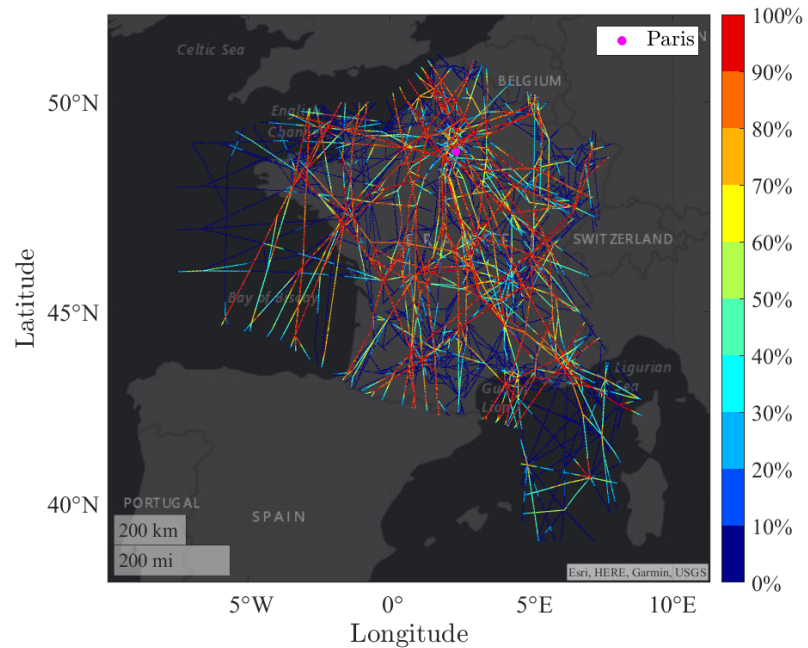 100%
90%
80%
70%
60%
50%
40%
30%
20%
10%
0%
Paris
Celtic Sea
BELGIUM
English
Channel
FRANCE
SWITZERLAND
Bay of Biscay
Ligurian
Sea
PORTUGAL
SPAIN
200 km
200 mi
Esri, HERE, Garmin, USGS
50°N
45°N
40°N
Latitude
5°W
0°
5°E
10°E
Longitude